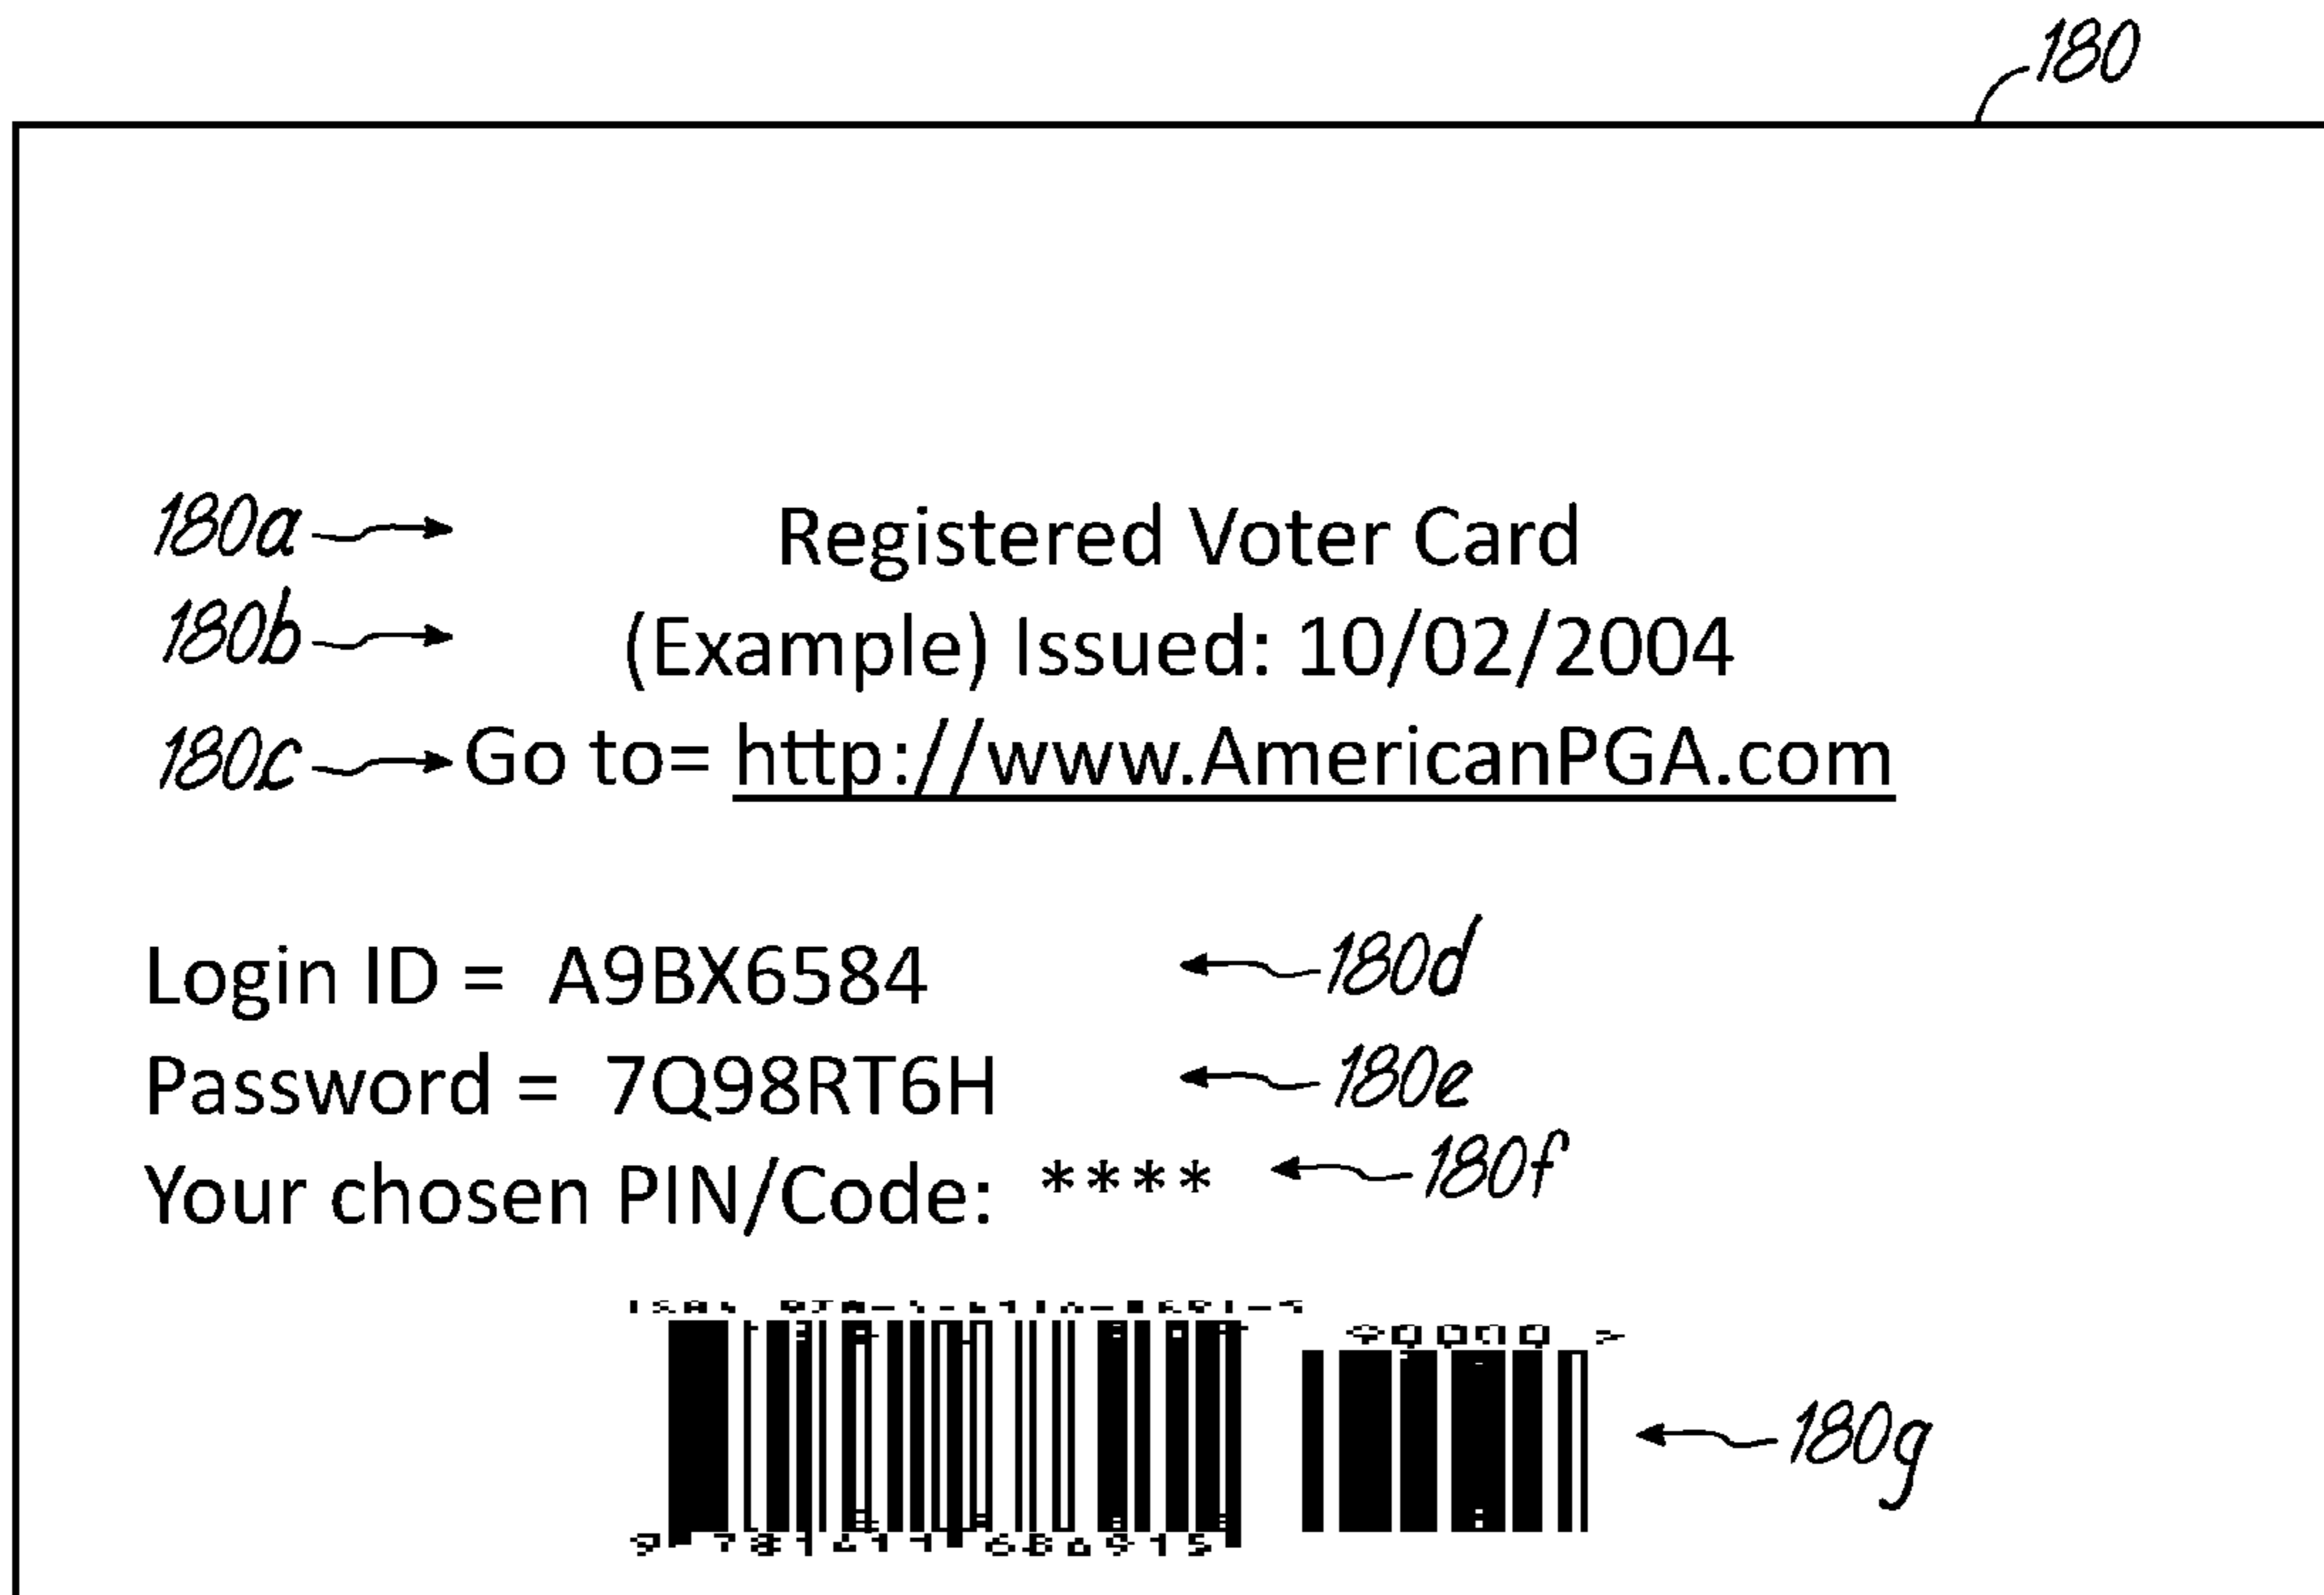 180
180a Registered Voter Card
180b (Example) Issued: 10/02/2004
180c Go to= http://www.AmericanPGA.com
Login ID = A9BX6584 180d
Password = 7Q98RT6H 180e
Your chosen PIN/Code: **** 180f
180g